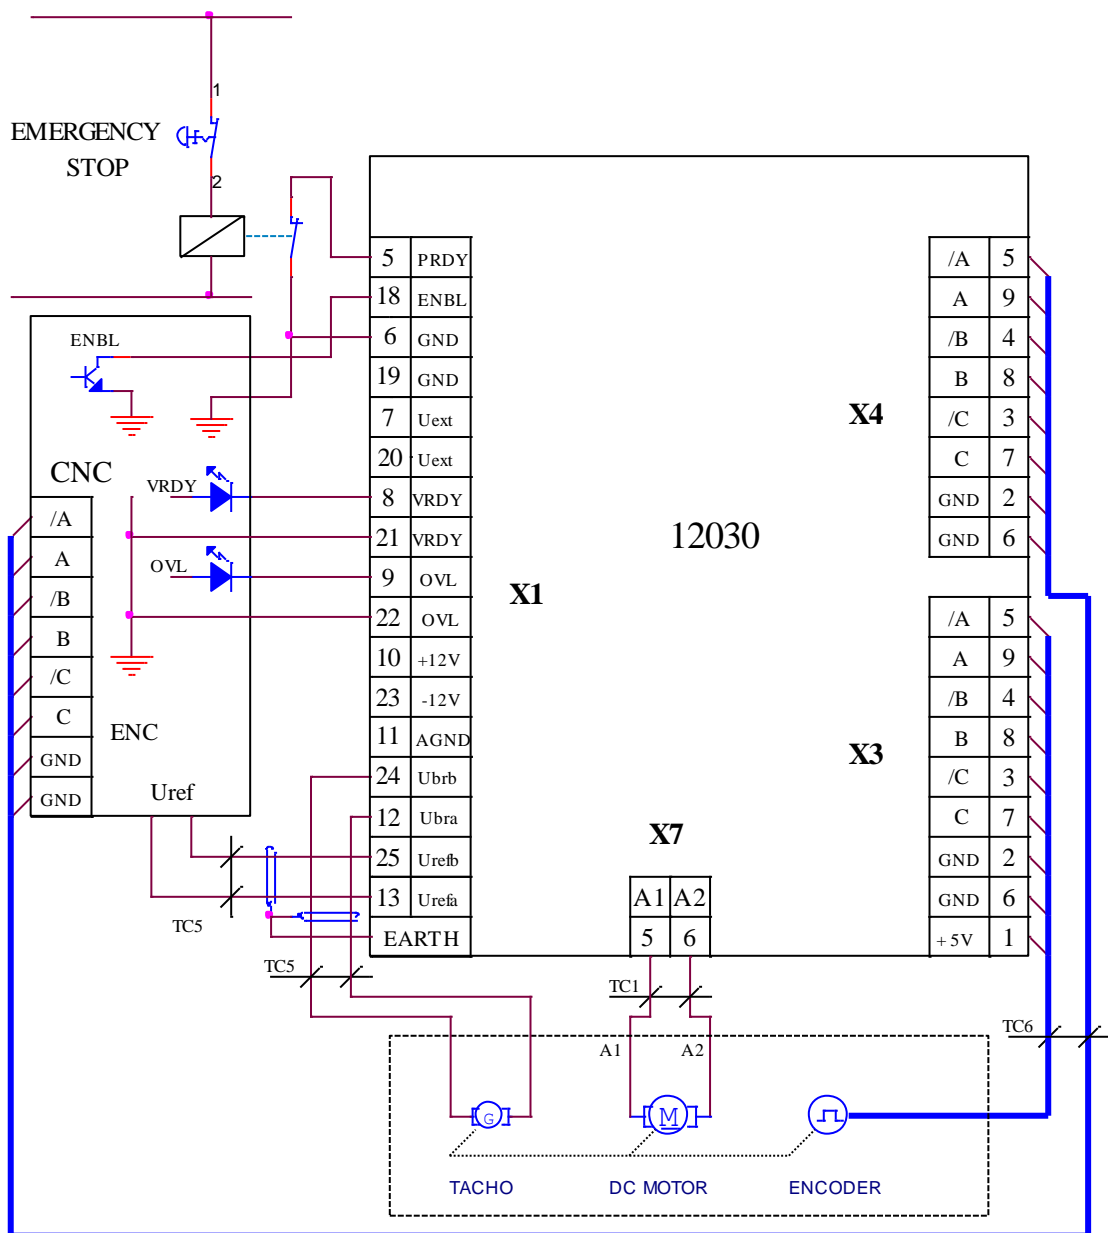 1
EMERGENCY
STOP
2
5 PRDY
18 ENBL
6 GND
19 GND
7 Uext
20 Uext
8 VRDY
21 VRDY
9 OVL
22 OVL
10 +12V
23 -12V
11 AGND
24 Ubrb
12 Ubra
25 Urefb
13 Urefa
EARTH
X1
12030
ENBL
CNC
VRDY
OVL
/A
A
/B
B
/C
C
GND
GND
ENC
Uref
TC5
TC5
X4
/A 5
A 9
/B 4
B 8
/C 3
C 7
GND 2
GND 6
X3
/A 5
A 9
/B 4
B 8
/C 3
C 7
GND 2
GND 6
+5V 1
X7
A1 A2
5 6
TC1
TC6
A1 A2
G
M
TACHO DC MOTOR ENCODER